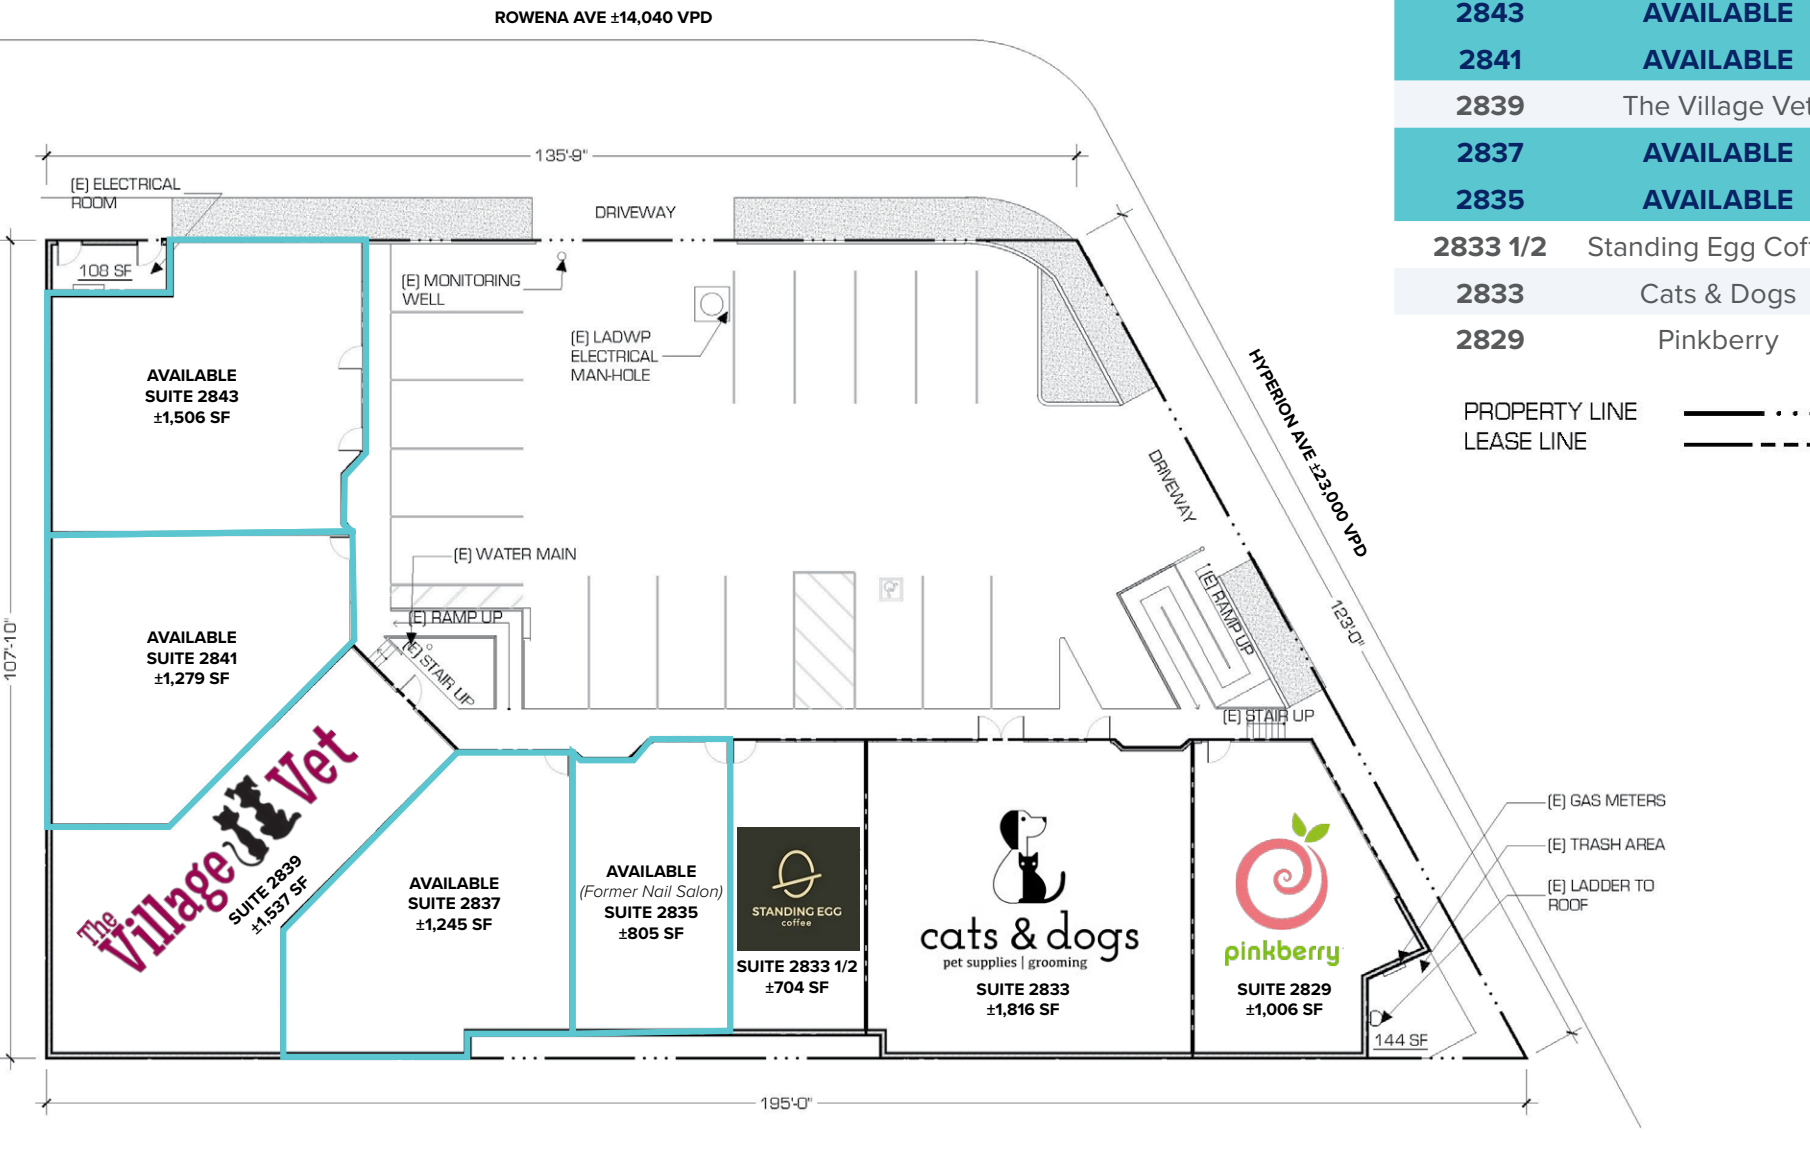 ROWENA AVE ±14,040 VPD
2843 AVAILABLE
2841 AVAILABLE
2839 The Village Vet
2837 AVAILABLE
2835 AVAILABLE
2833 1/2 Standing Egg Cof
2833 Cats & Dogs
2829 Pinkberry
PROPERTY LINE
LEASE LINE
135'-9"
(E) ELECTRICAL
ROOM
DRIVEWAY
108 SF
(E) MONITORING
WELL
(E) LADWP
ELECTRICAL
MAN-HOLE
AVAILABLE
SUITE 2843
±1,506 SF
HYPERION AVE ±23,000 VPD
DRIVEWAY
(E) WATER MAIN
(E) RAMP UP
(E) STAIR UP
(E) RAMP UP
123'-0"
107'-10"
AVAILABLE
SUITE 2841
±1,279 SF
(E) STAIR UP
The Village Vet
SUITE 2839
±1,537 SF
AVAILABLE
SUITE 2837
±1,245 SF
AVAILABLE
(Former Nail Salon)
SUITE 2835
±805 SF
STANDING EGG
coffee
SUITE 2833 1/2
±704 SF
cats & dogs
pet supplies | grooming
SUITE 2833
±1,816 SF
pinkberry
SUITE 2829
±1,006 SF
(E) GAS METERS
(E) TRASH AREA
(E) LADDER TO
ROOF
144 SF
195'-0"